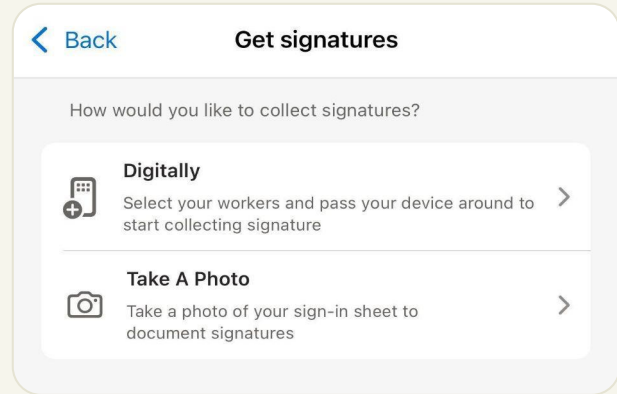 Back
Get signatures
How would you like to collect signatures?
Digitally
Select your workers and pass your device around to
start collecting signature
Take A Photo
Take a photo of your sign-in sheet to
document signatures